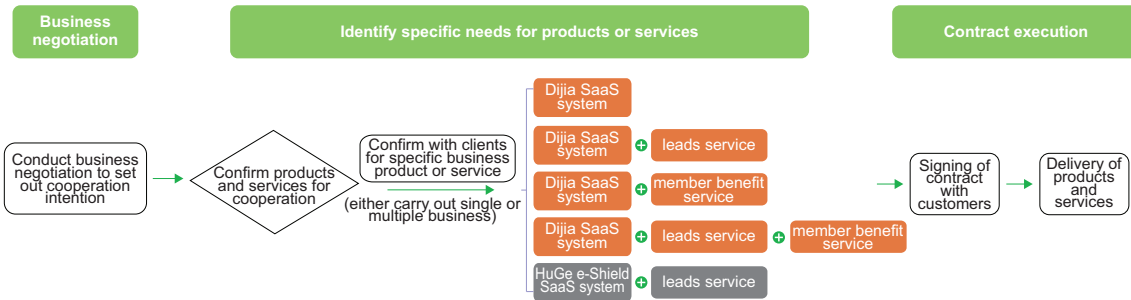 Business
negotiation
Identify specific needs for products or services
Contract execution
Conduct business
negotiation to set
out cooperation
intention
Confirm products
and services for
cooperation
Confirm with clients
for specific business
product or service
(either carry out single or
multiple business)
Dijia SaaS
system
Dijia SaaS
system
+
leads service
Dijia SaaS
system
+
member benefit
service
Dijia SaaS
system
+
leads service
+
member benefit
service
HuGe e-Shield
SaaS system
+
leads service
Signing of
contract with
customers
Delivery of
products
and
services